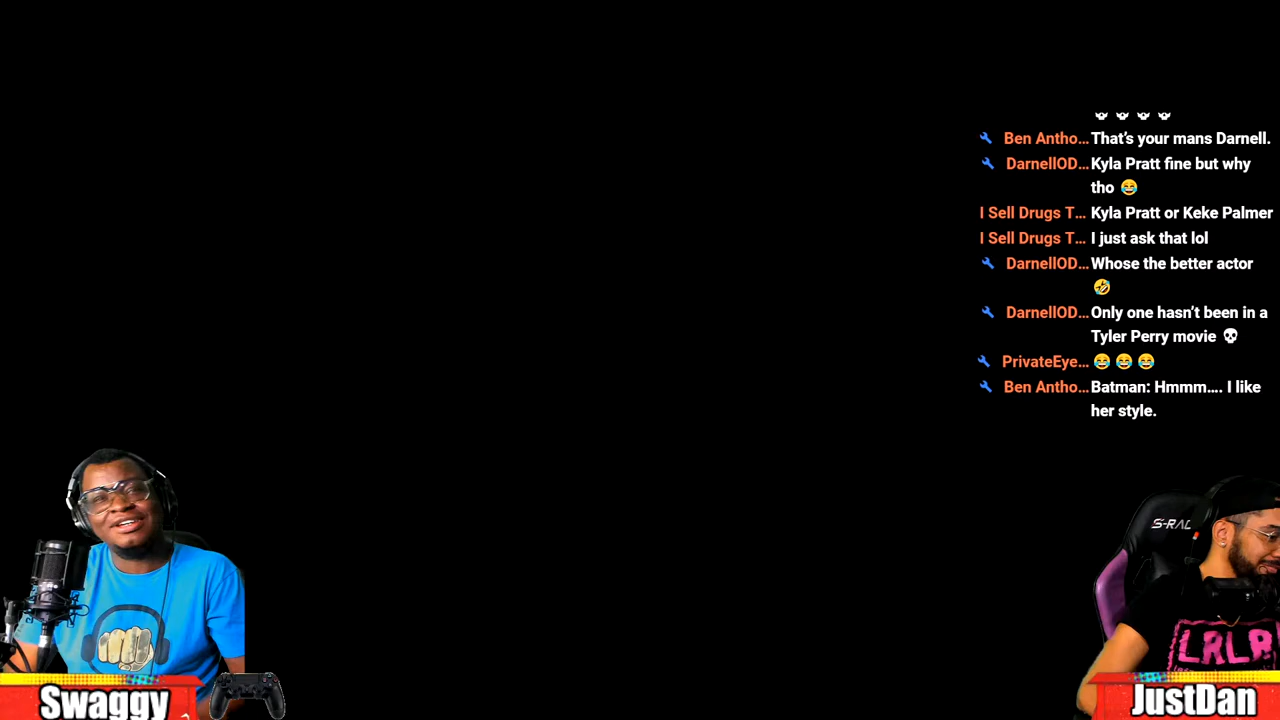 Ben Antho... That’s your mans Darnell.
DarnellOD... Kyla Pratt fine but why
tho 😂
I Sell Drugs T... Kyla Pratt or Keke Palmer
I Sell Drugs T... I just ask that lol
DarnellOD... Whose the better actor
🤣
DarnellOD... Only one hasn’t been in a
Tyler Perry movie 💀
PrivateEye... 😂 😂 😂
Ben Antho... Batman: Hmmm.... I like
her style.
S-RAC
LRLR
Swaggy
JustDan